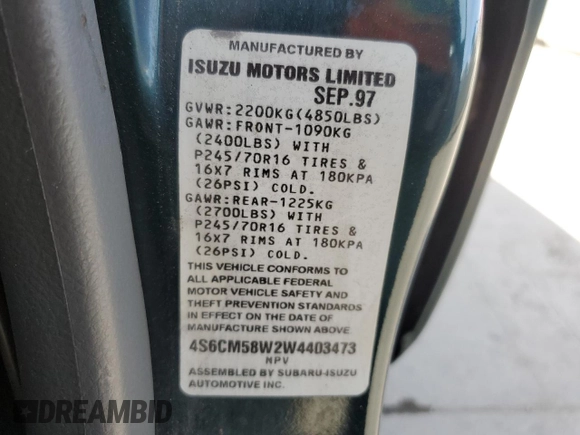 MANUFACTURED BY
ISUZU MOTORS LIMITED
SEP.97
GVWR:2200KG(4850LBS)
GAWR:FRONT-1090KG
(2400LBS) WITH
P245/70R16 TIRES &
16X7 RIMS AT 180KPA
(26PSI) COLD.
GAWR:REAR-1225KG
(2700LBS) WITH
P245/70R16 TIRES &
16X7 RIMS AT 180KPA
(26PSI) COLD.
THIS VEHICLE CONFORMS TO
ALL APPLICABLE FEDERAL
MOTOR VEHICLE SAFETY AND
THEFT PREVENTION STANDARDS
IN EFFECT ON THE DATE OF
MANUFACTURE SHOWN ABOVE.
4S6CM58W2W4403473
MPV
ASSEMBLED BY SUBARU-ISUZU
AUTOMOTIVE INC.
DREAMBID